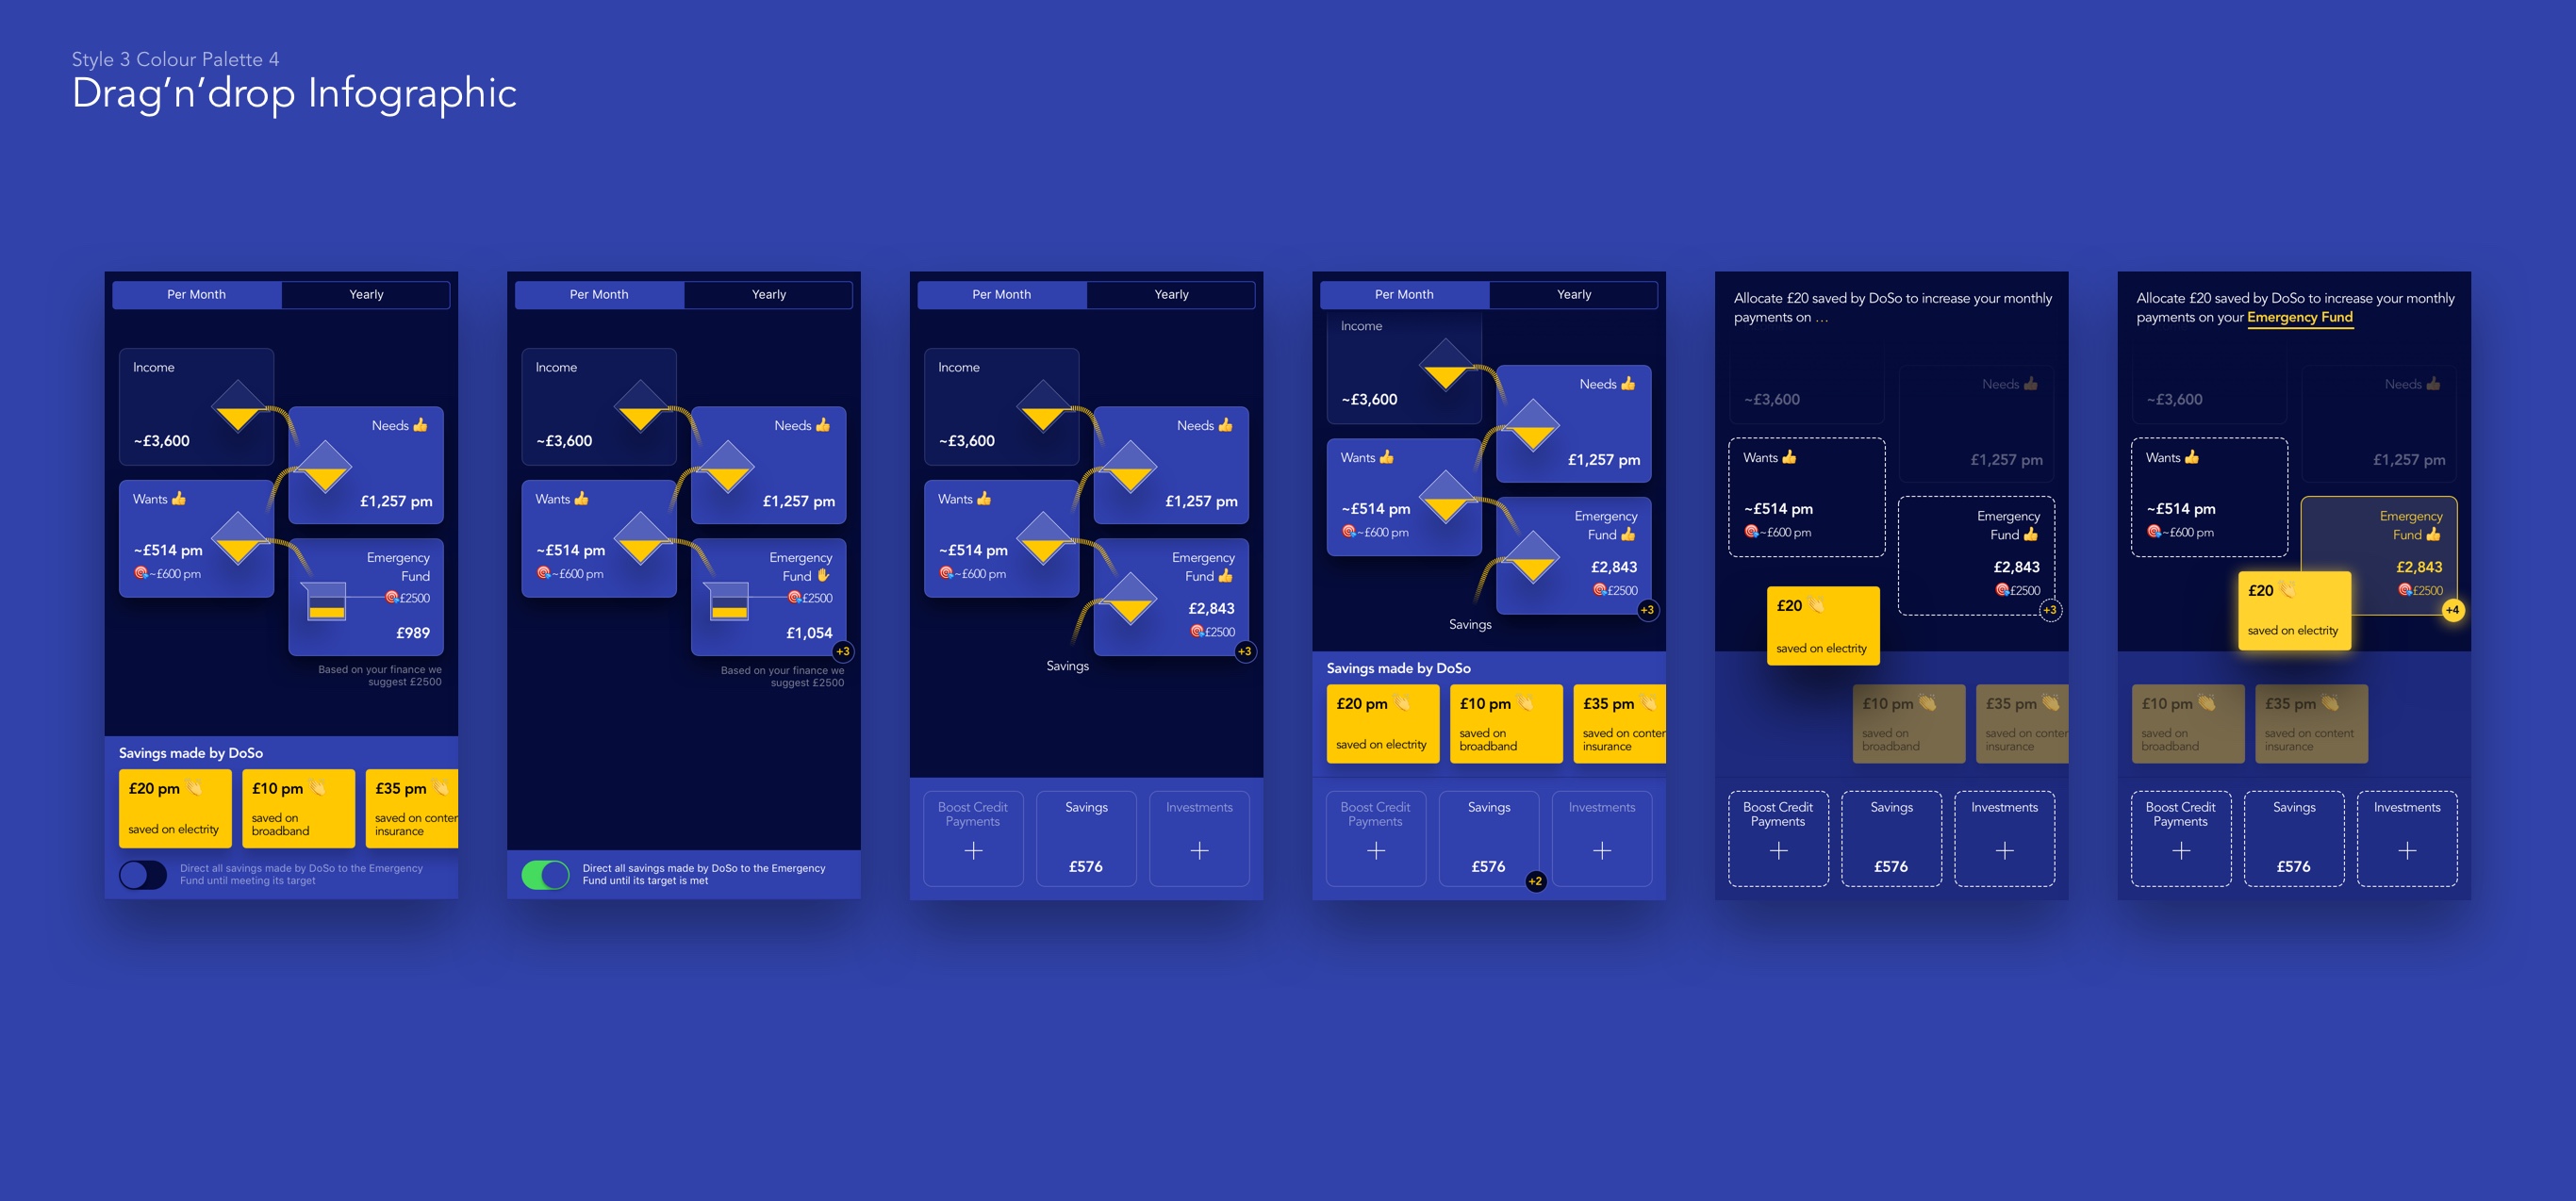 Style 3 Colour Palette 4
Drag'n'drop Infographic
Per Month
Yearly
Income
~£3,600
Needs 👍
£1,257 pm
Wants 👍
~£514 pm
🎯~£600 pm
Emergency
Fund
🎯£2500
£989
Based on your finance we
suggest £2500
Savings made by DoSo
£20 pm 👏
saved on electrity
£10 pm 👏
saved on
broadband
£35 pm 👏
saved on conter
insurance
Direct all savings made by DoSo to the Emergency
Fund until meeting its target
Per Month
Yearly
Income
~£3,600
Needs 👍
£1,257 pm
Wants 👍
~£514 pm
🎯~£600 pm
Emergency
Fund ✋
🎯£2500
£1,054
+3
Based on your finance we
suggest £2500
Direct all savings made by DoSo to the Emergency
Fund until its target is met
Per Month
Yearly
Income
~£3,600
Needs 👍
£1,257 pm
Wants 👍
~£514 pm
🎯~£600 pm
Emergency
Fund 👍
£2,843
🎯£2500
+3
Savings
Boost Credit
Payments
+
Savings
£576
Investments
+
Per Month
Yearly
Income
~£3,600
Needs 👍
£1,257 pm
Wants 👍
~£514 pm
🎯~£600 pm
Emergency
Fund 👍
£2,843
🎯£2500
+3
Savings
Savings made by DoSo
£20 pm 👏
saved on electrity
£10 pm 👏
saved on
broadband
£35 pm 👏
saved on conter
insurance
Boost Credit
Payments
+
Savings
£576
+2
Investments
+
Allocate £20 saved by DoSo to increase your monthly
payments on ...
~£3,600
Needs 👍
£1,257 pm
Wants 👍
~£514 pm
🎯~£600 pm
Emergency
Fund 👍
£2,843
🎯£2500
+3
£20 👏
saved on electrity
£10 pm 👏
saved on
broadband
£35 pm 👏
saved on conter
insurance
Boost Credit
Payments
+
Savings
£576
Investments
+
Allocate £20 saved by DoSo to increase your monthly
payments on your Emergency Fund
~£3,600
Needs 👍
£1,257 pm
Wants 👍
~£514 pm
🎯~£600 pm
Emergency
Fund 👍
£2,843
🎯£2500
+4
£20 👏
saved on electrity
£10 pm 👏
saved on
broadband
£35 pm 👏
saved on content
insurance
Boost Credit
Payments
+
Savings
£576
Investments
+